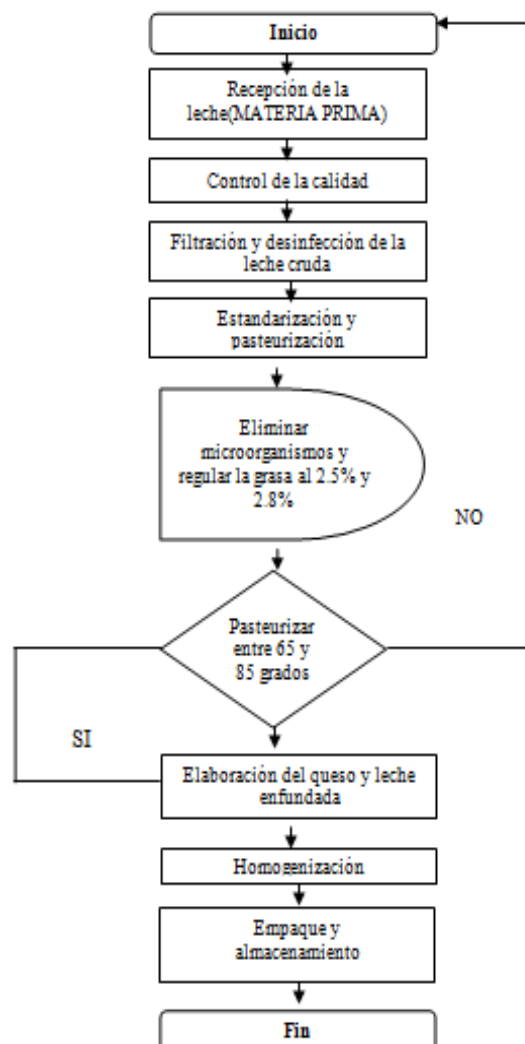 Inicio
Recepción de la
leche(MATERIA PRIMA)
Control de la calidad
Filtración y desinfección de la
leche cruda
Estandarización y
pasteurización
Eliminar
microorganismos y
regular la grasa al 2.5% y
2.8%
NO
Pasteurizar
entre 65 y
85 grados
SI
Elaboración del queso y leche
enfundada
Homogenización
Empaque y
almacenamiento
Fin